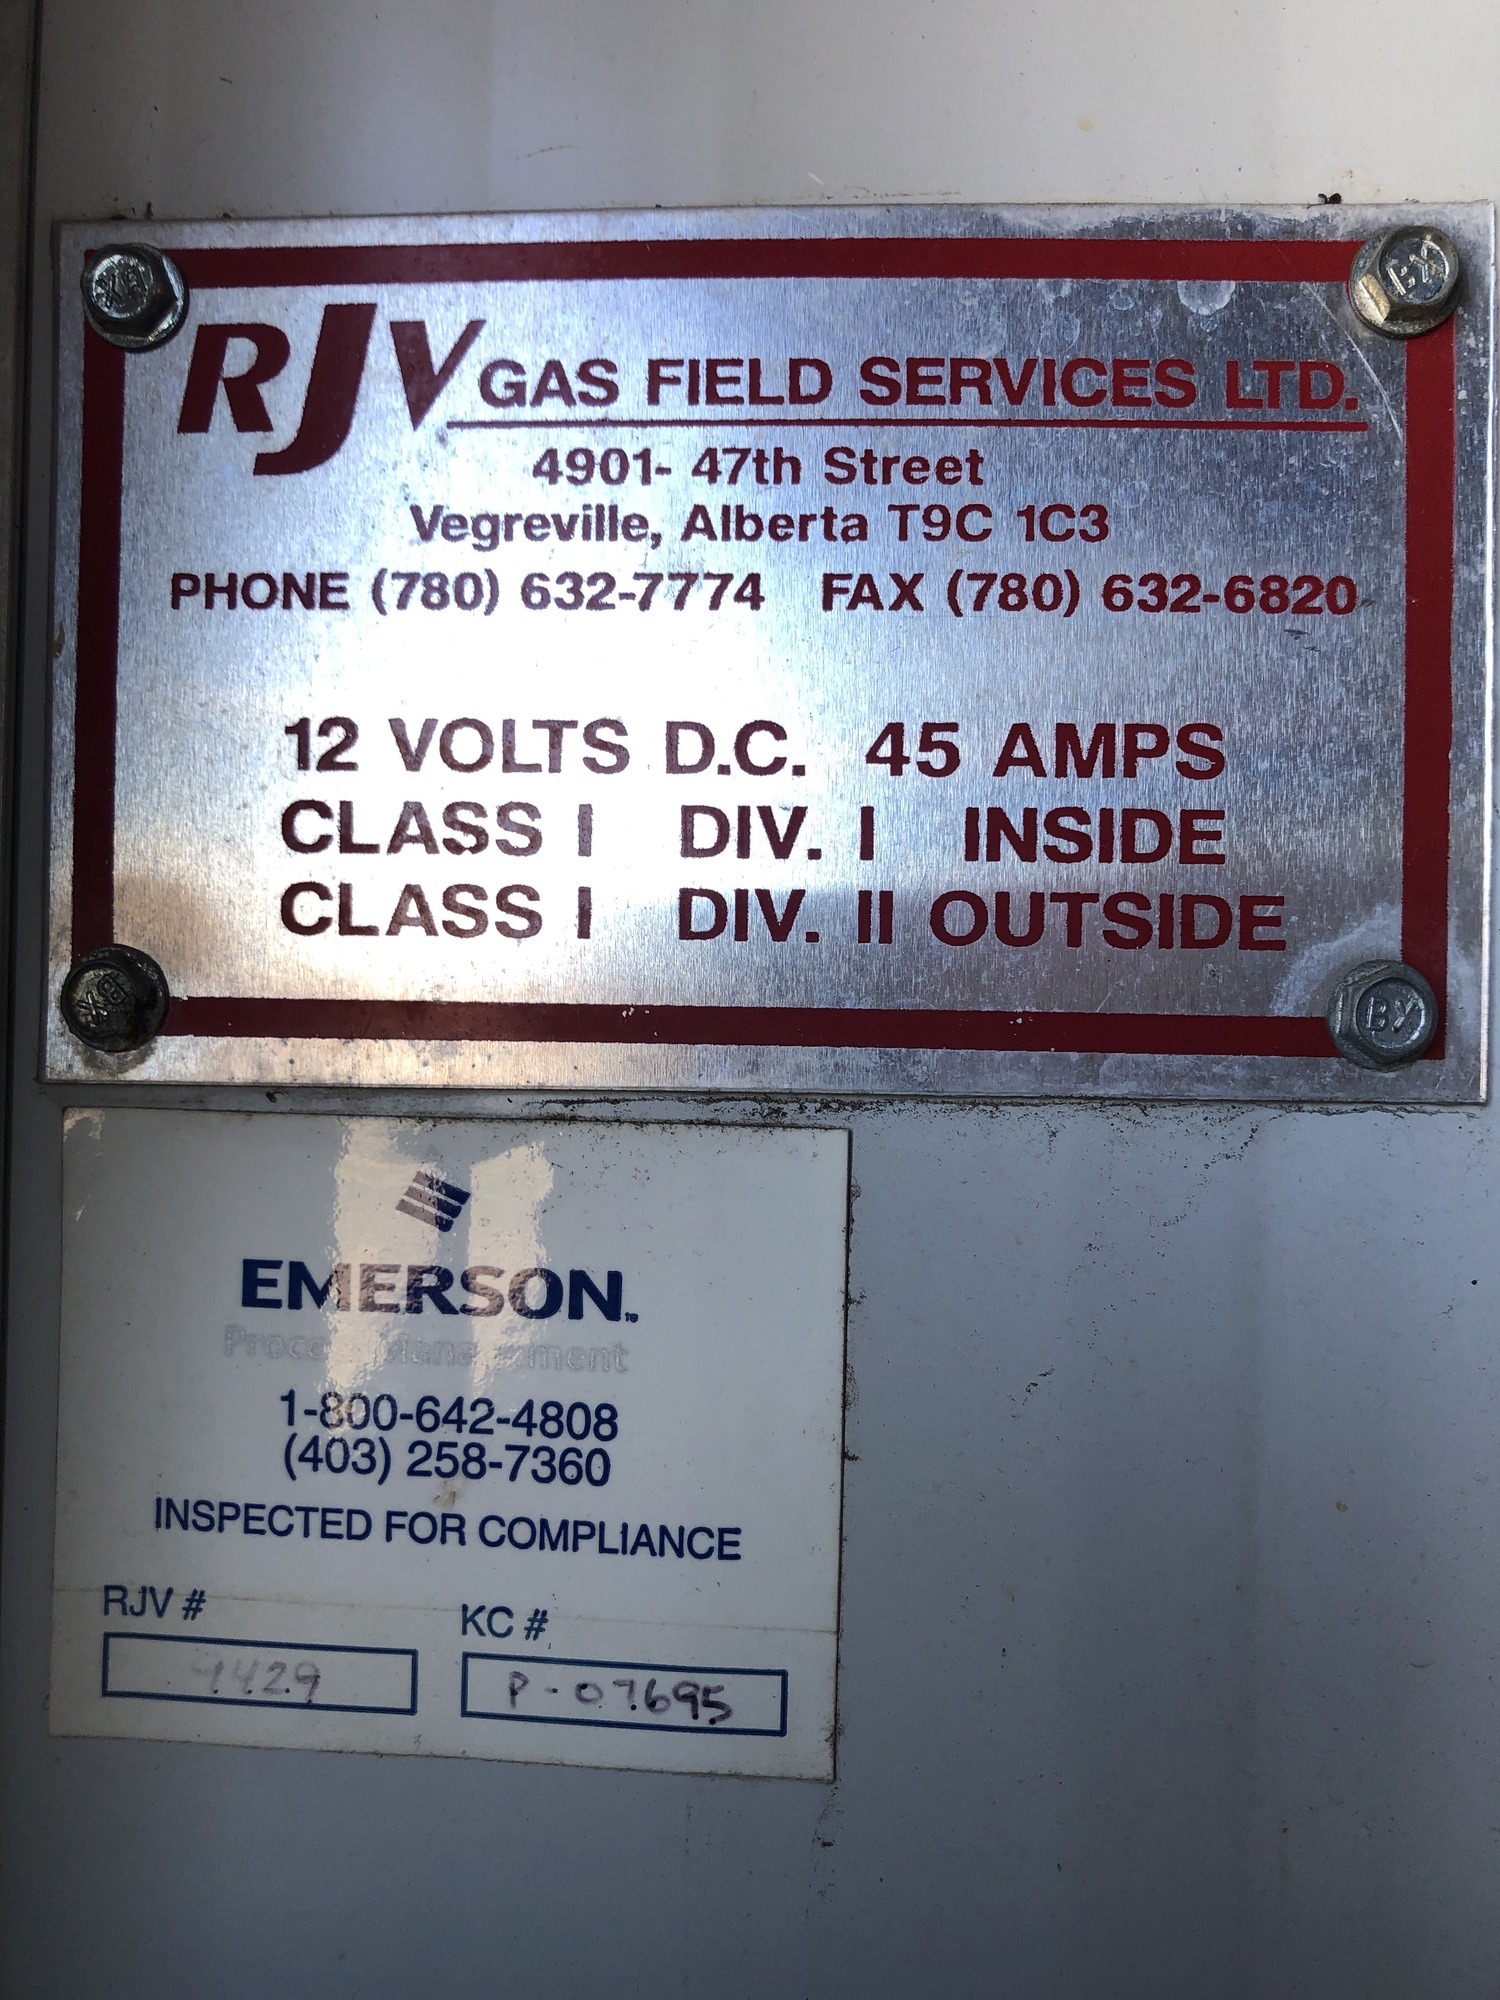 RJV GAS FIELD SERVICES LTD.
4901- 47th Street
Vegreville, Alberta T9C 1C3
PHONE (780) 632-7774 FAX (780) 632-6820
12 VOLTS D.C. 45 AMPS
CLASS I DIV. I INSIDE
CLASS I DIV. II OUTSIDE
EMERSON.
Process Management
1-800-642-4808
(403) 258-7360
INSPECTED FOR COMPLIANCE
RJV # KC #
P-07695